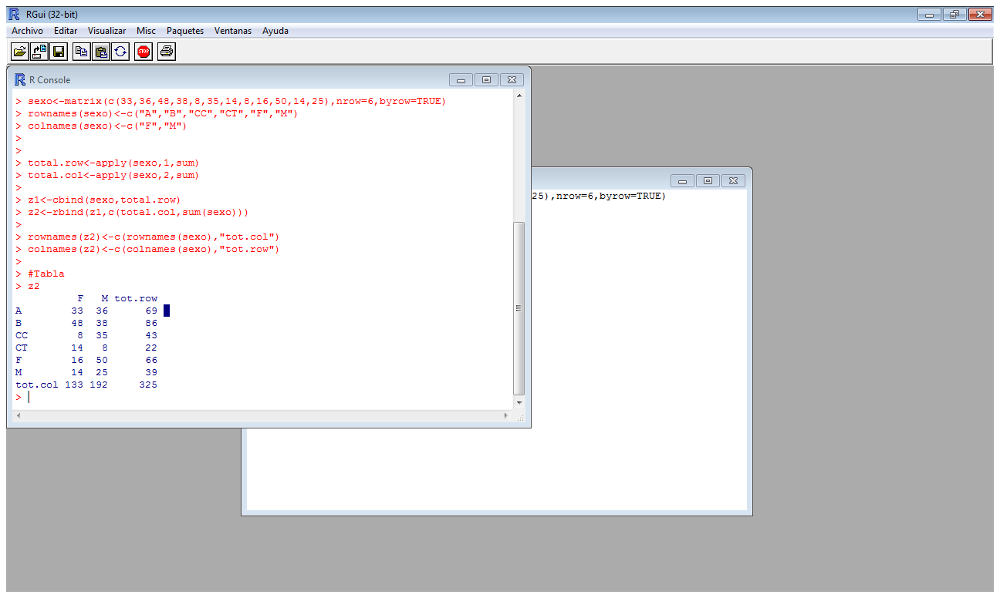 RGui (32-bit)
Archivo Editar Visualizar Misc Paquetes Ventanas Ayuda
STOP
R Console
> sexo<-matrix(c(33,36,48,38,8,35,14,8,16,50,14,25),nrow=6,byrow=TRUE)
> rownames(sexo)<-c("A","B","CC","CT","F","M")
> colnames(sexo)<-c("F","M")
>
>
> total.row<-apply(sexo,1,sum)
> total.col<-apply(sexo,2,sum)
>
> z1<-cbind(sexo,total.row)
> z2<-rbind(z1,c(total.col,sum(sexo)))
>
> rownames(z2)<-c(rownames(sexo),"tot.col")
> colnames(z2)<-c(colnames(sexo),"tot.row")
>
> #Tabla
> z2
F M tot.row
A 33 36 69
B 48 38 86
CC 8 35 43
CT 14 8 22
F 16 50 66
M 14 25 39
tot.col 133 192 325
>
25),nrow=6,byrow=TRUE)